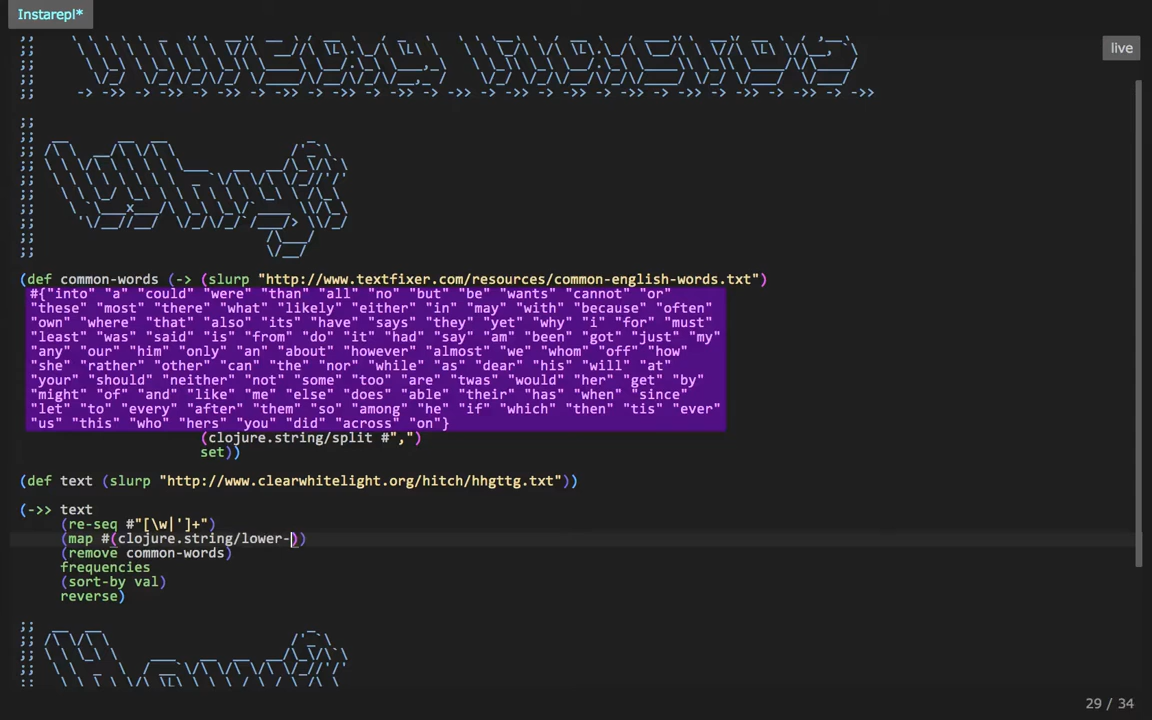 Instarepl*
live
(def common-words (-> (slurp "http://www.textfixer.com/resources/common-english-words.txt")
#{"into" "a" "could" "were" "than" "all" "no" "but" "be" "wants" "cannot" "or"
"these" "most" "there" "what" "likely" "either" "in" "may" "with" "because" "often"
"own" "where" "that" "also" "its" "have" "says" "they" "yet" "why" "i" "for" "must"
"least" "was" "said" "is" "from" "do" "it" "had" "say" "am" "been" "got" "just" "my"
"any" "our" "him" "only" "an" "about" "however" "almost" "we" "whom" "off" "how"
"she" "rather" "other" "can" "the" "nor" "while" "as" "dear" "his" "will" "at"
"your" "should" "neither" "not" "some" "too" "are" "twas" "would" "her" "get" "by"
"might" "of" "and" "like" "me" "else" "does" "able" "their" "has" "when" "since"
"let" "to" "every" "after" "them" "so" "among" "he" "if" "which" "then" "tis" "ever"
"us" "this" "who" "hers" "you" "did" "across" "on"}
(clojure.string/split #",")
set))
(def text (slurp "http://www.clearwhitelight.org/hitch/hhgttg.txt"))
(->> text
(re-seq #"[\w|']+")
(map #(clojure.string/lower-))
(remove common-words)
frequencies
(sort-by val)
reverse)
29 / 34